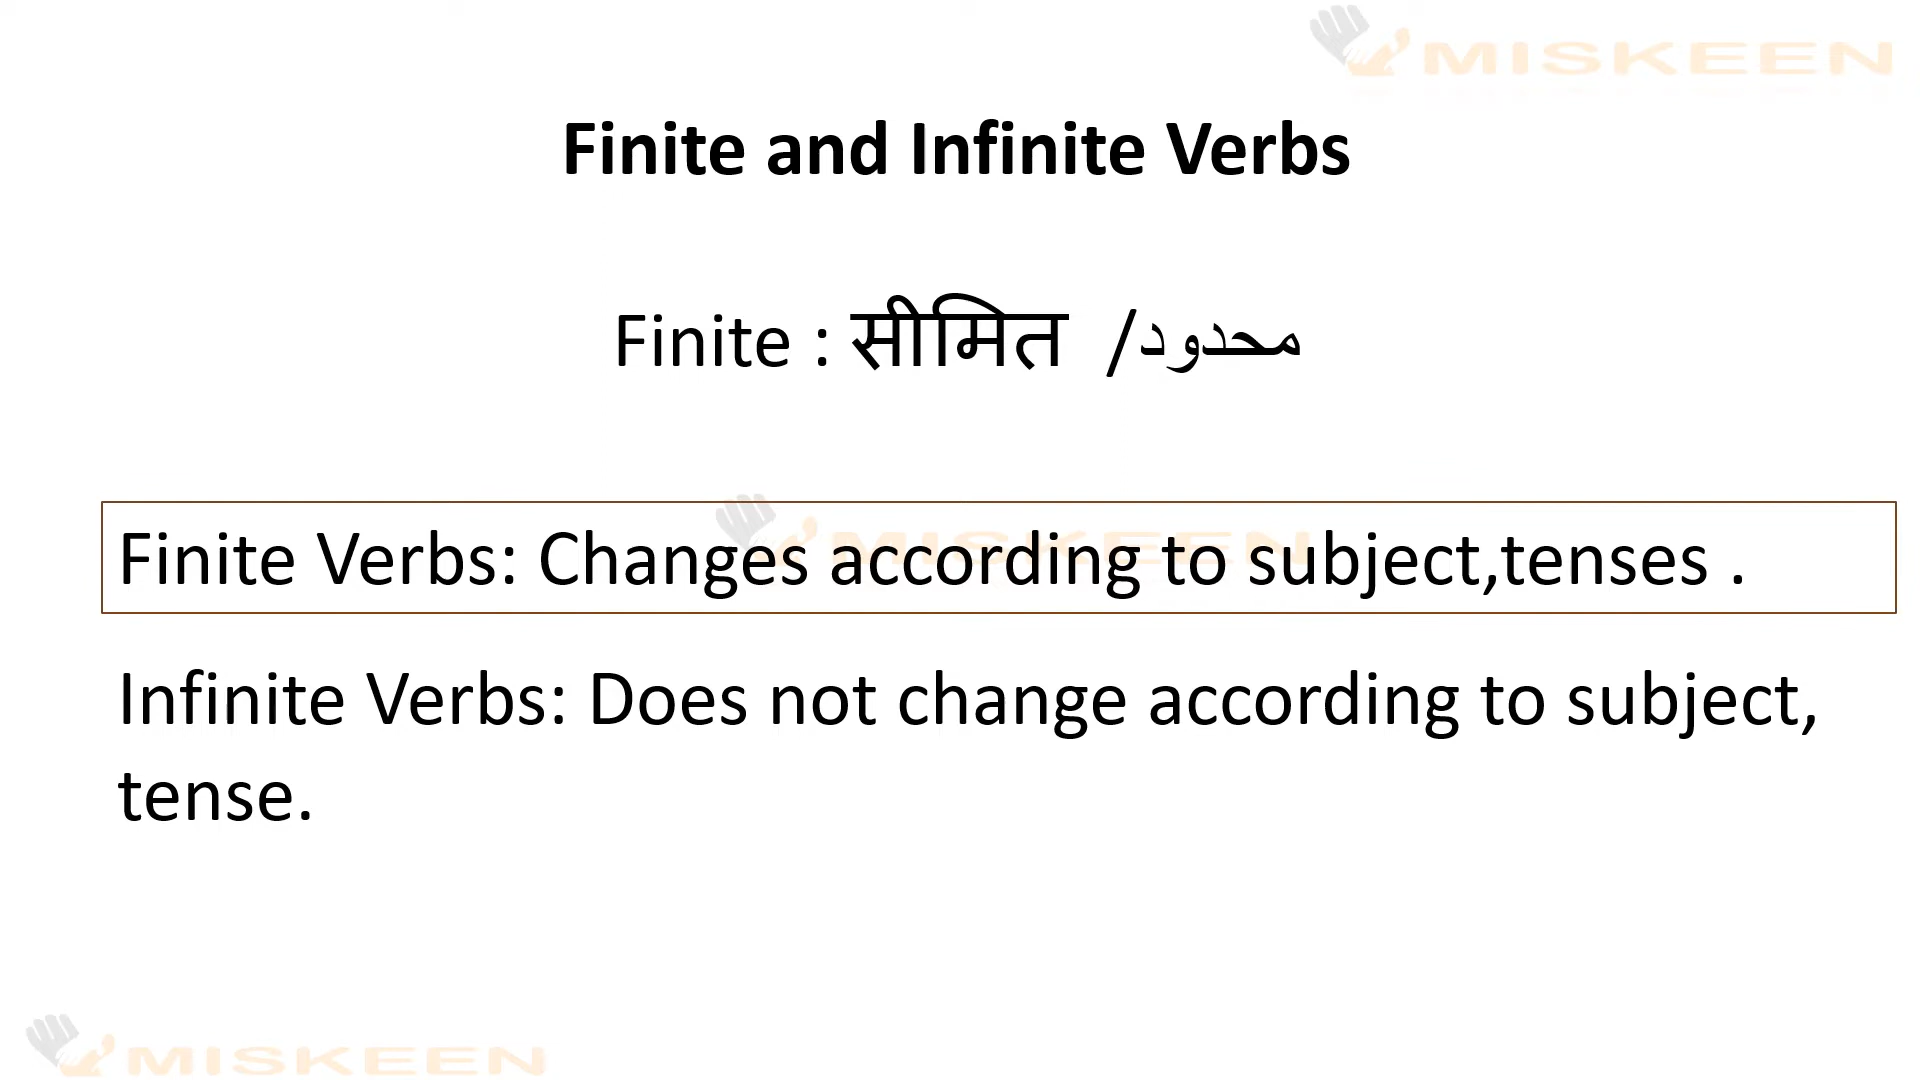 MISKEEN
Finite and Infinite Verbs
Finite : सीमित /محدود
MISKEEN
Finite Verbs: Changes according to subject,tenses .
Infinite Verbs: Does not change according to subject,
tense.
MISKEEN